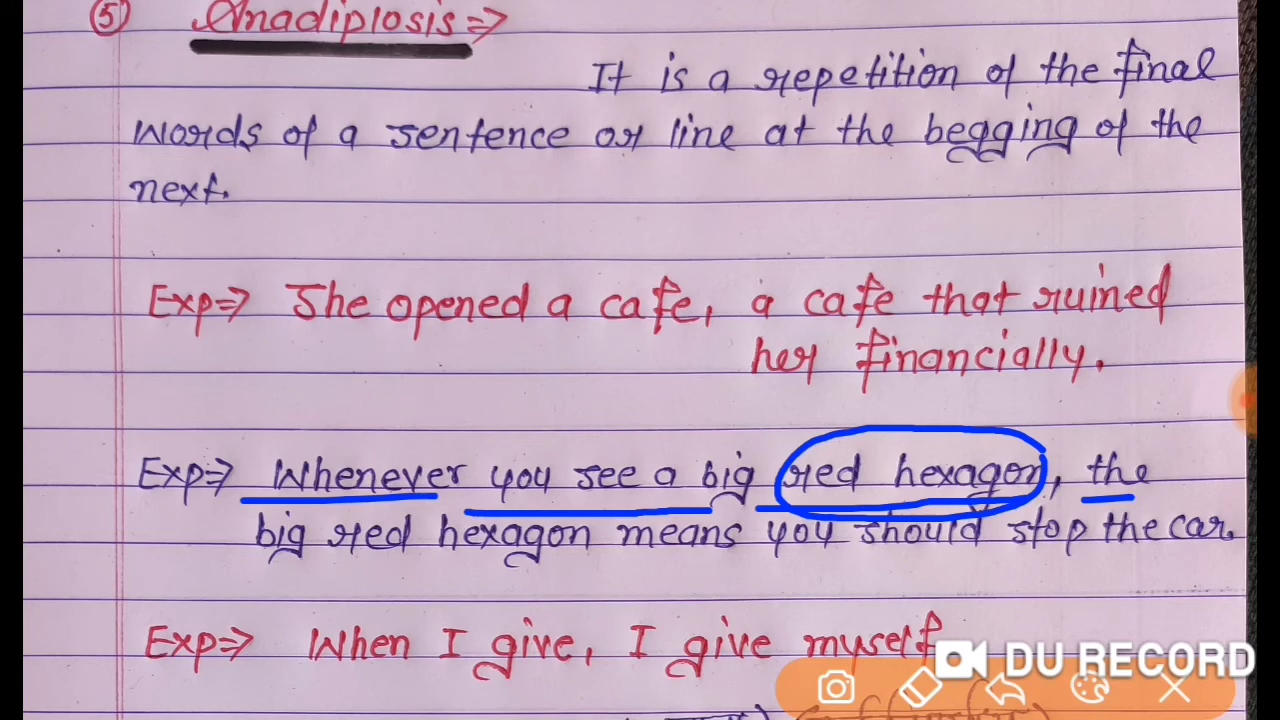 ⑤ Anadiplosis ⇒
It is a repetition of the final
words of a sentence or line at the begging of the
next.
Exp⇒ She opened a cafe, a cafe that ruined
her financially.
Exp⇒ Whenever you see a big red hexagon, the
big red hexagon means you should stop the car.
Exp⇒ When I give, I give myself
DU RECORD